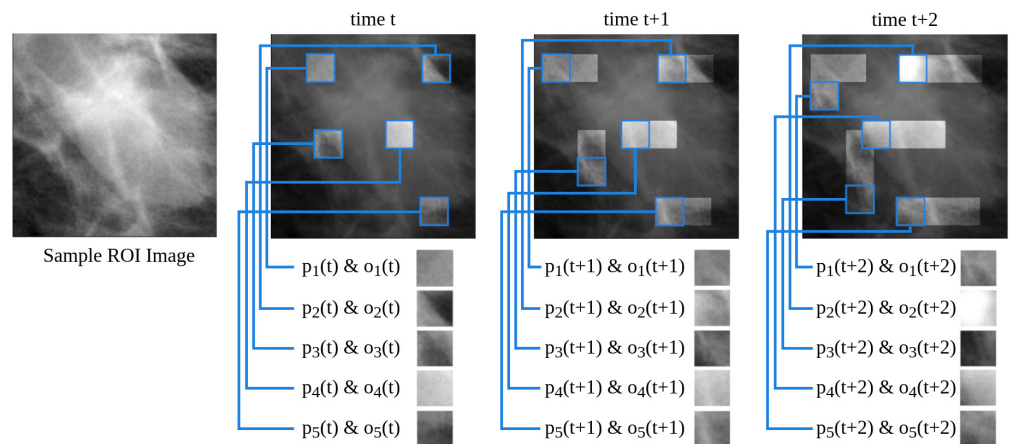 time t
time t+1
time t+2
Sample ROI Image
p₁(t) & o₁(t)
p₂(t) & o₂(t)
p₃(t) & o₃(t)
p₄(t) & o₄(t)
p₅(t) & o₅(t)
p₁(t+1) & o₁(t+1)
p₂(t+1) & o₂(t+1)
p₃(t+1) & o₃(t+1)
p₄(t+1) & o₄(t+1)
p₅(t+1) & o₅(t+1)
p₁(t+2) & o₁(t+2)
p₂(t+2) & o₂(t+2)
p₃(t+2) & o₃(t+2)
p₄(t+2) & o₄(t+2)
p₅(t+2) & o₅(t+2)